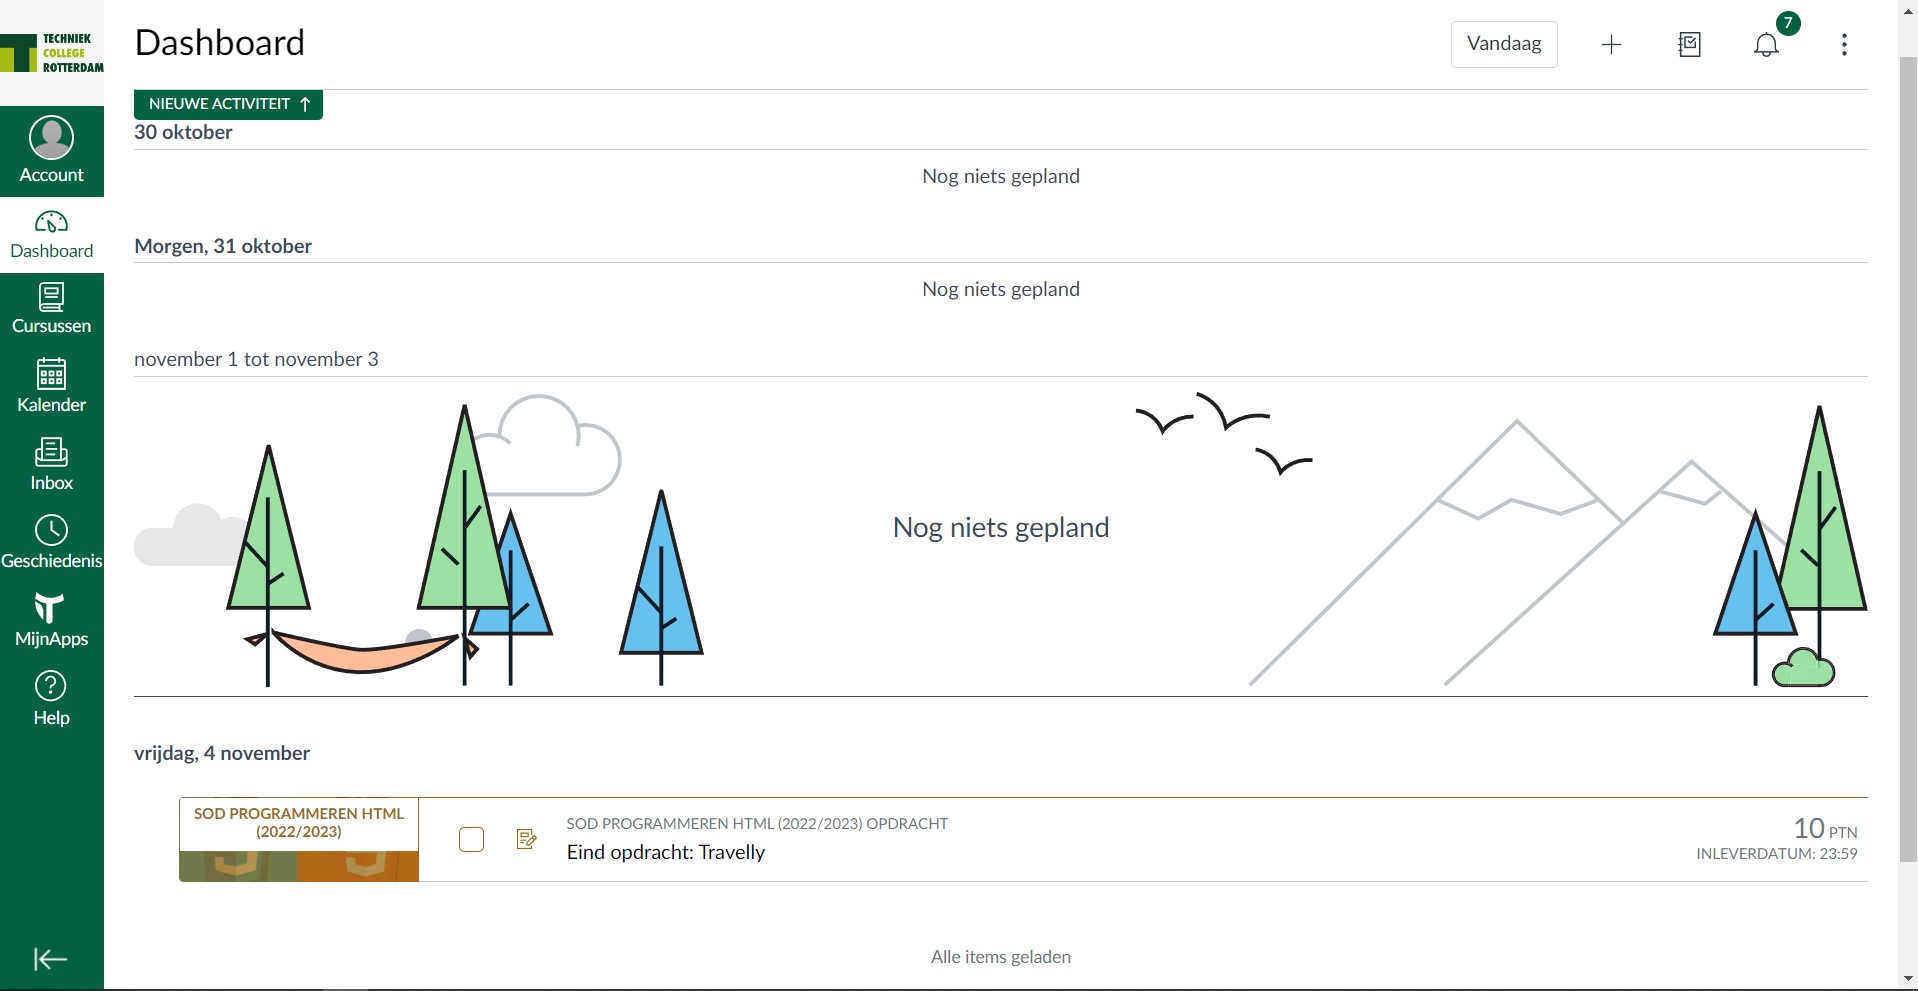 TECHNIEK
COLLEGE
ROTTERDAM
Account
Dashboard
Cursussen
Kalender
Inbox
Geschiedenis
MijnApps
Help
Dashboard
Vandaag
7
NIEUWE ACTIVITEIT
30 oktober
Nog niets gepland
Morgen, 31 oktober
Nog niets gepland
november 1 tot november 3
Nog niets gepland
vrijdag, 4 november
SOD PROGRAMMEREN HTML
(2022/2023)
SOD PROGRAMMEREN HTML (2022/2023) OPDRACHT
Eind opdracht: Travelly
10 PTN
INLEVERDATUM: 23:59
Alle items geladen